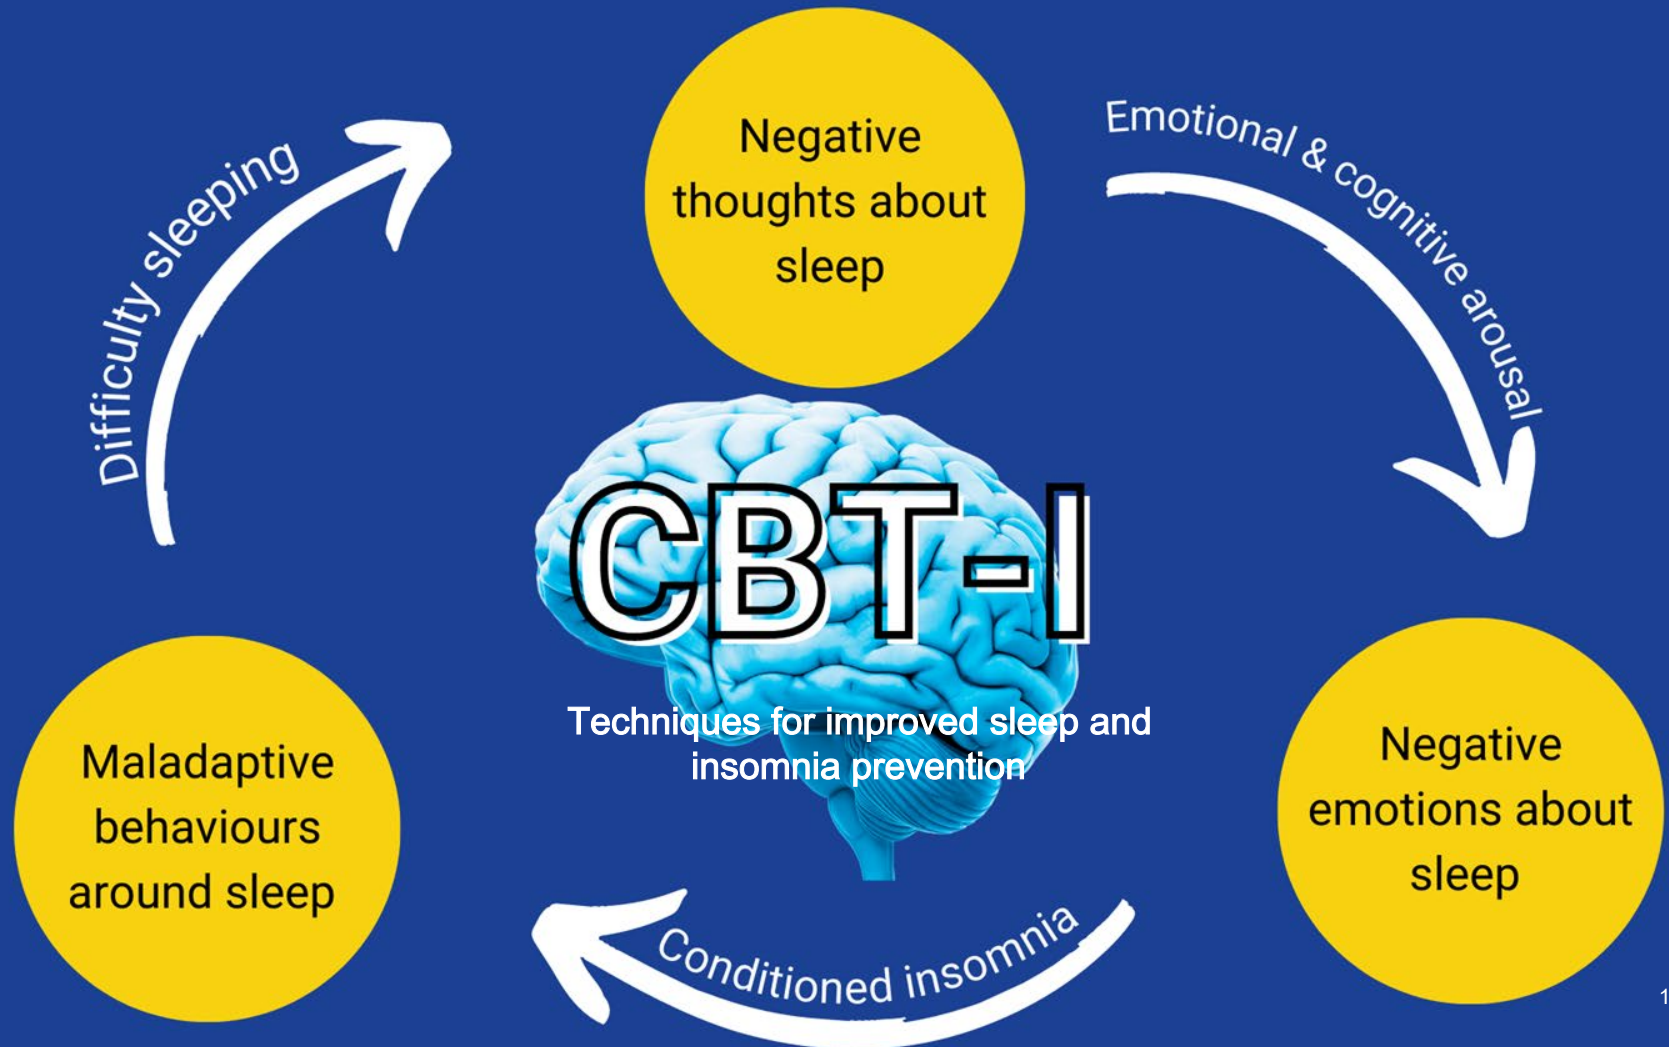 Negative
thoughts about
sleep
Emotional & cognitive arousal
Difficulty sleeping
CBT-I
Techniques for improved sleep and
insomnia prevention
Maladaptive
behaviours
around sleep
Negative
emotions about
sleep
Conditioned insomnia
1